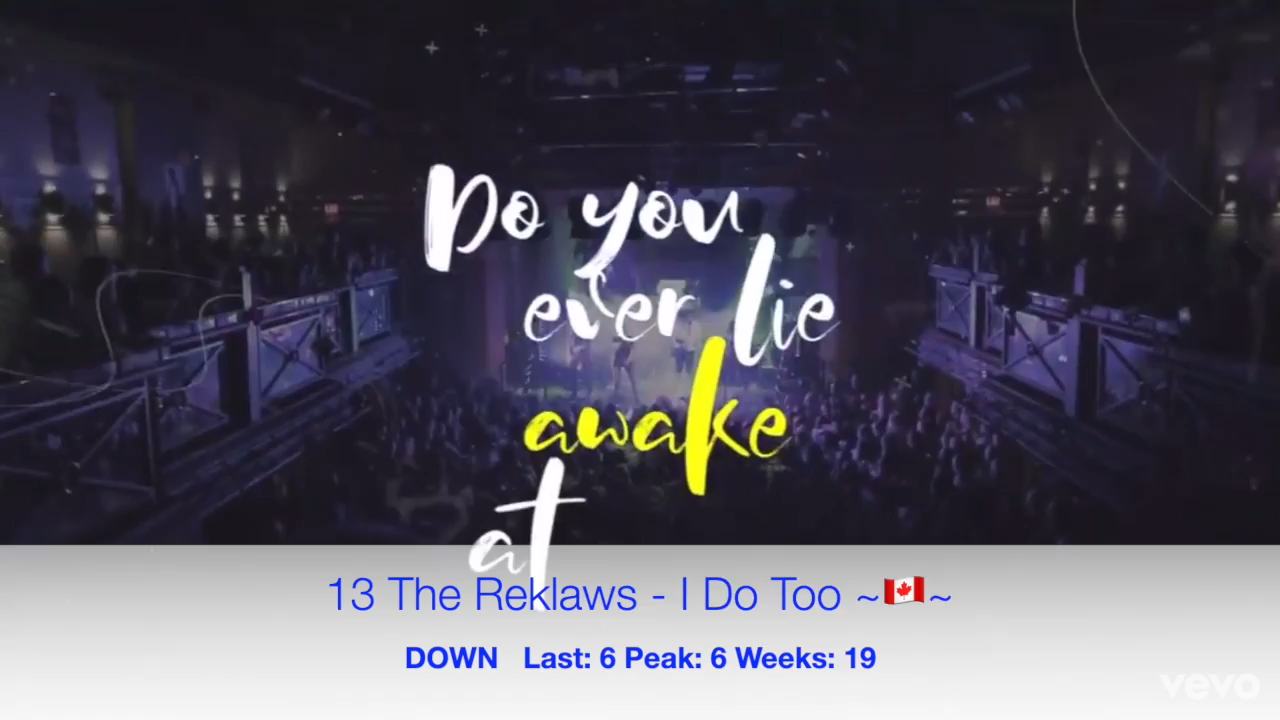 Do you
ever lie
awake
at
13 The Reklaws - I Do Too ~🇨🇦~
DOWN Last: 6 Peak: 6 Weeks: 19
vevo